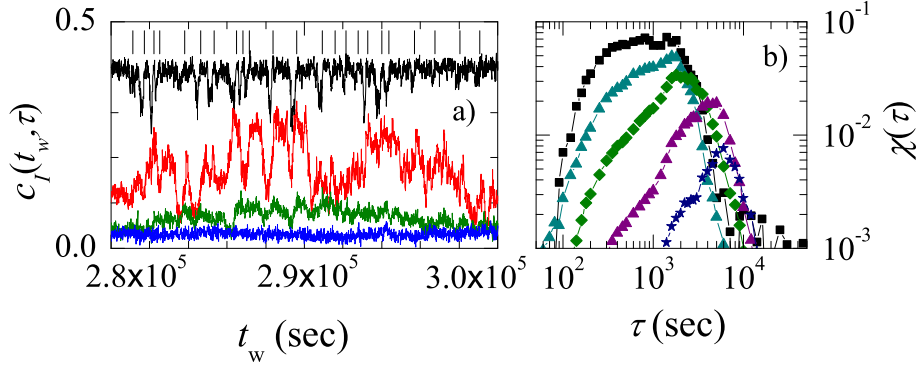 0.5
0.0
c_I(t_w,τ)
a)
2.8x10^5
2.9x10^5
3.0x10^5
t_w (sec)
b)
10^-1
10^-2
10^-3
χ(τ)
10^2
10^3
10^4
τ (sec)